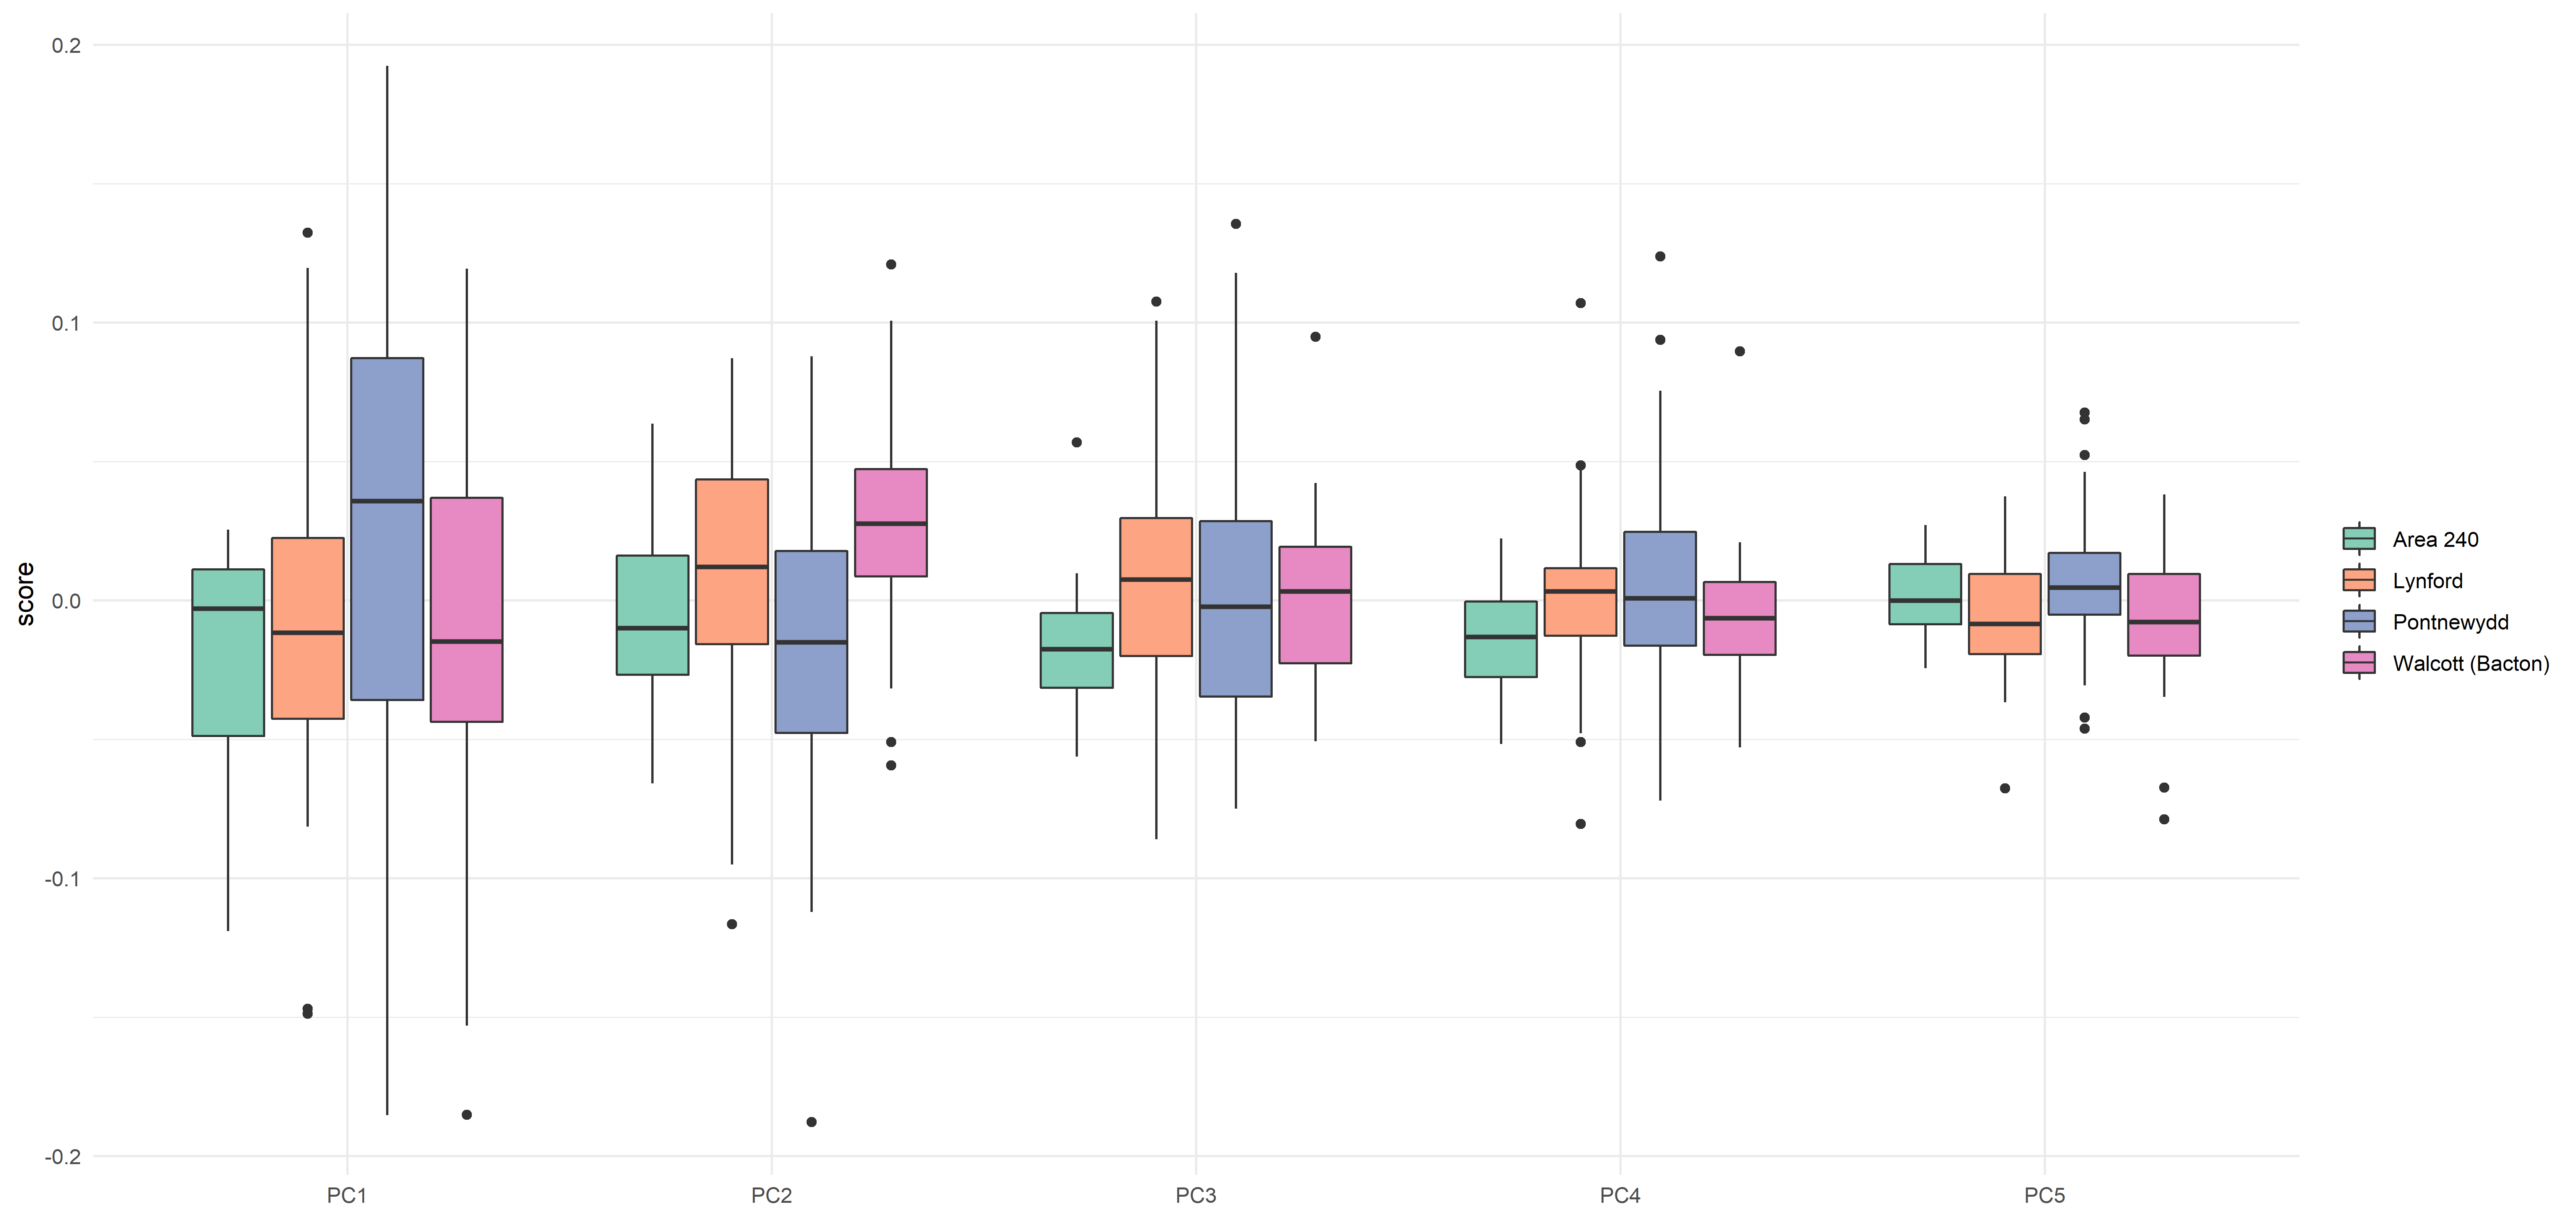 score
0.2
0.1
0.0
-0.1
-0.2
PC1
PC2
PC3
PC4
PC5
Area 240
Lynford
Pontnewydd
Walcott (Bacton)